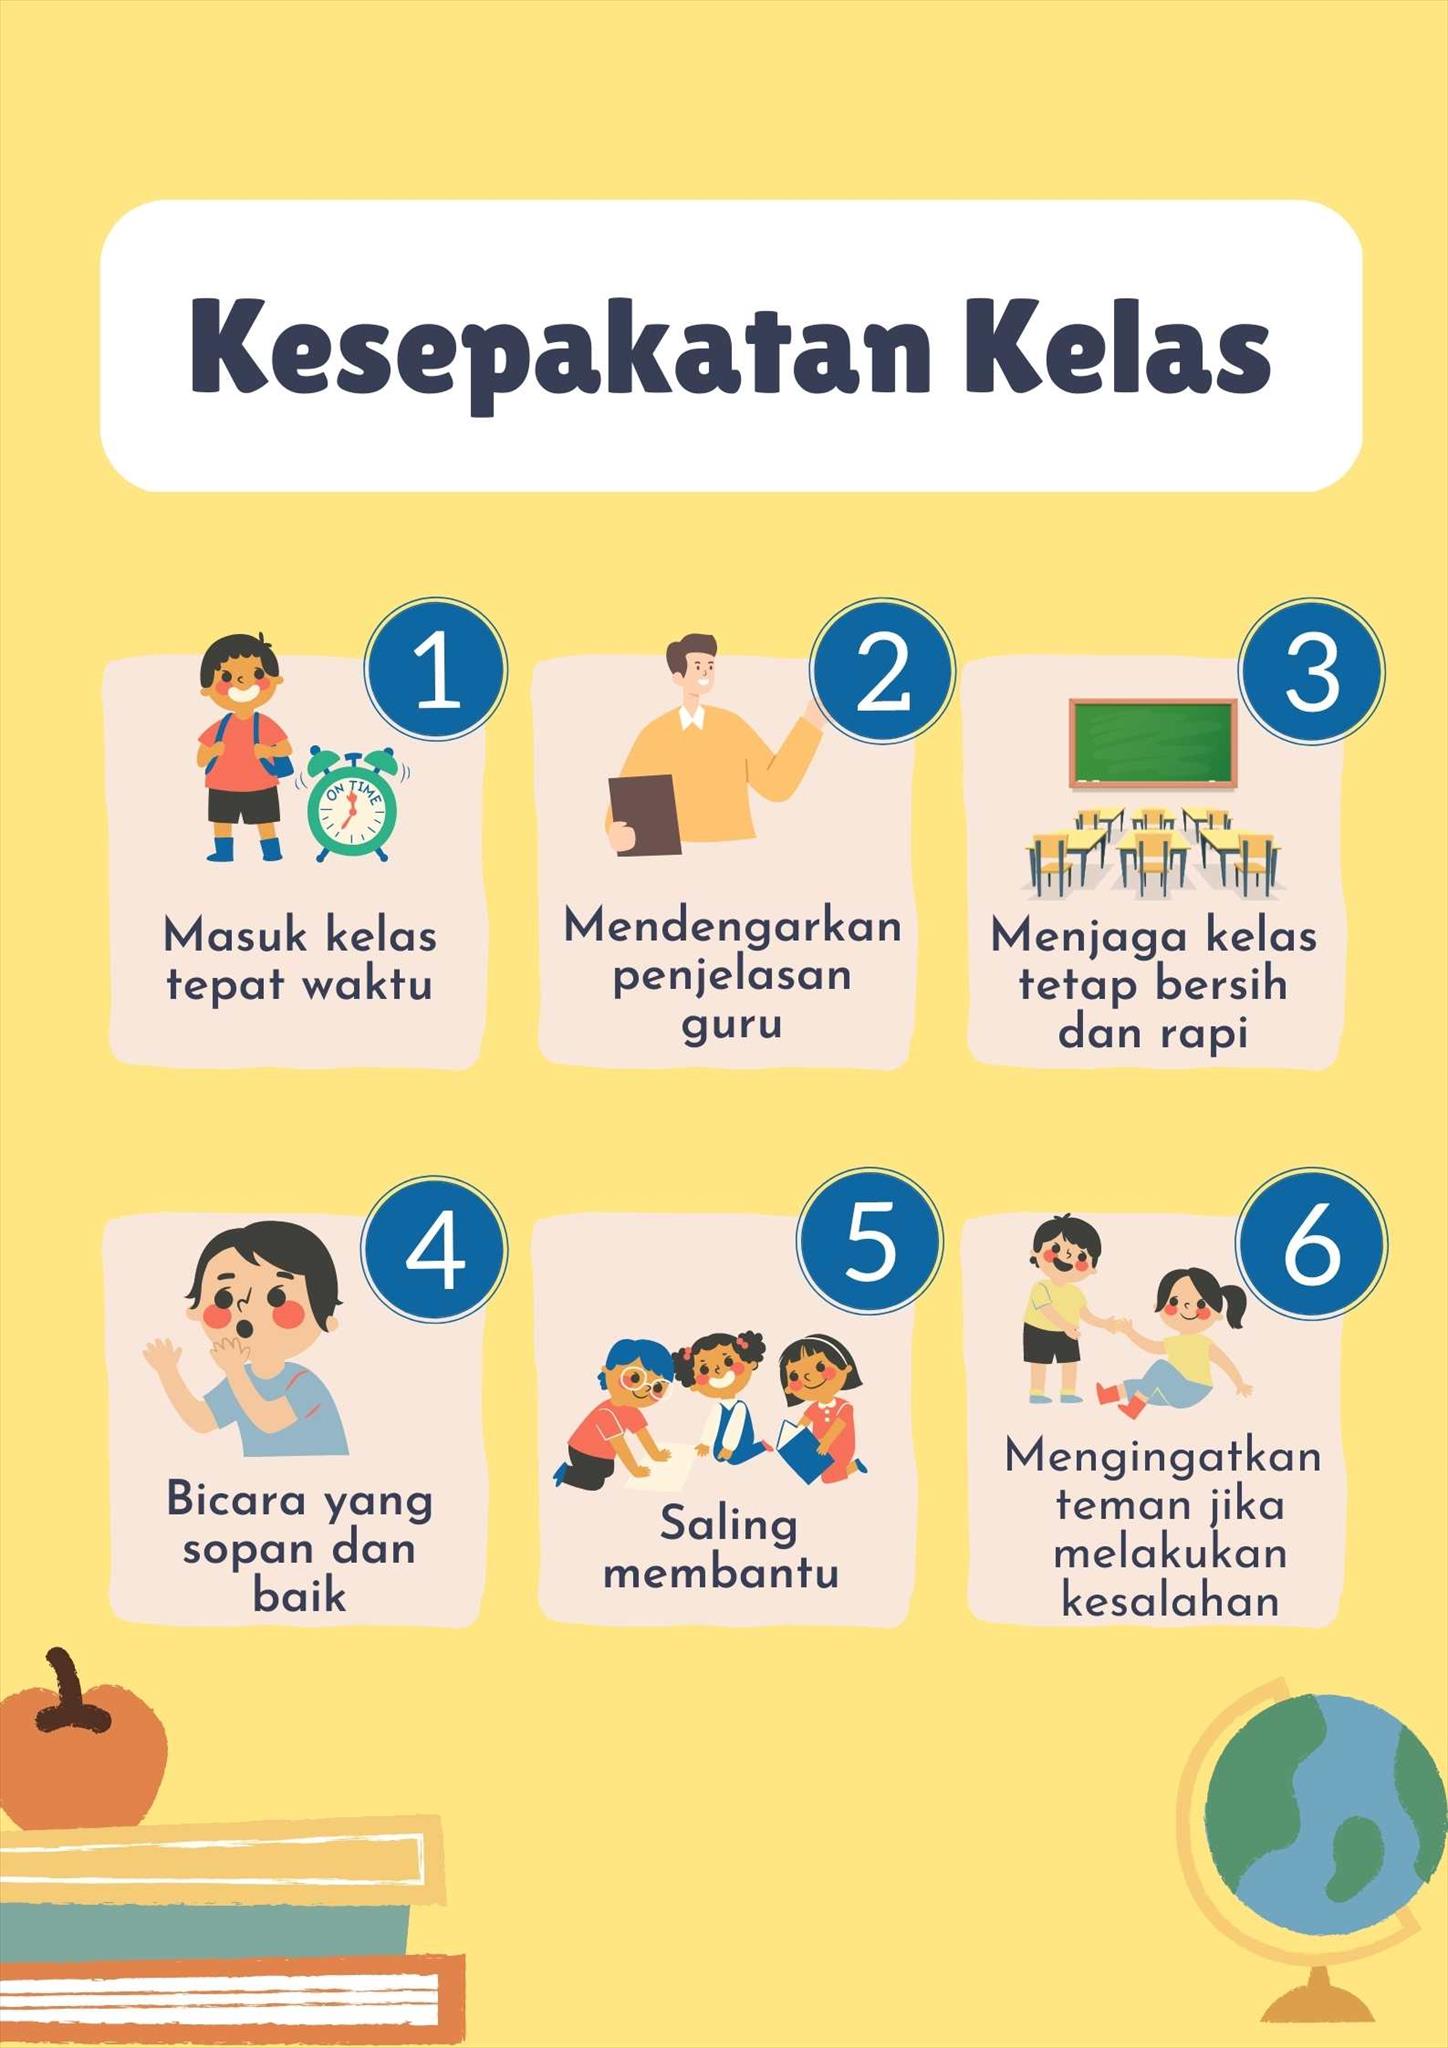 Kesepakatan Kelas
1
ON TIME
Masuk kelas
tepat waktu
2
Mendengarkan
penjelasan
guru
3
Menjaga kelas
tetap bersih
dan rapi
4
Bicara yang
sopan dan
baik
5
Saling
membantu
6
Mengingatkan
teman jika
melakukan
kesalahan